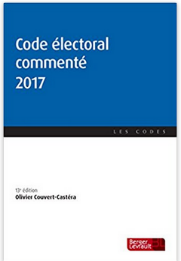 Code électoral
commenté
2017
LES CODES
13e édition
Olivier Couvert-Castéra
Berger
Levrault